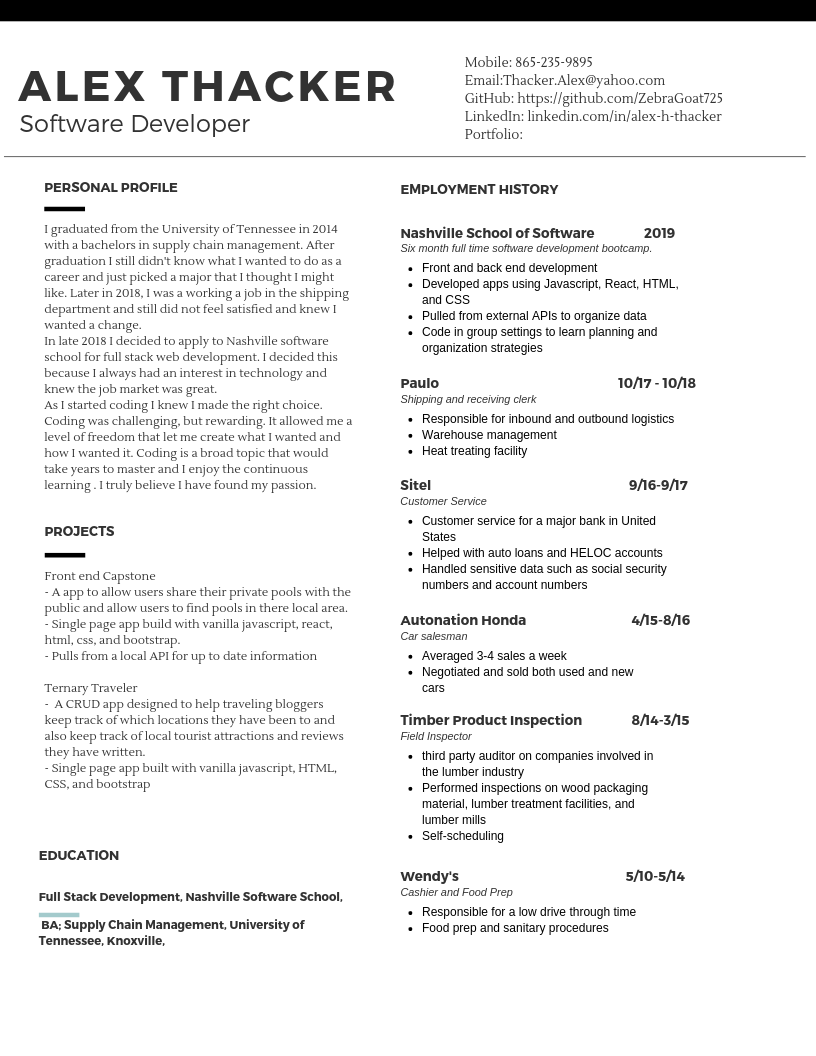 ALEX THACKER
Software Developer
Mobile: 865-235-9895
Email:Thacker.Alex@yahoo.com
GitHub: https://github.com/ZebraGoat725
LinkedIn: linkedin.com/in/alex-h-thacker
Portfolio:
PERSONAL PROFILE
I graduated from the University of Tennessee in 2014
with a bachelors in supply chain management. After
graduation I still didn't know what I wanted to do as a
career and just picked a major that I thought I might
like. Later in 2018, I was a working a job in the shipping
department and still did not feel satisfied and knew I
wanted a change.
In late 2018 I decided to apply to Nashville software
school for full stack web development. I decided this
because I always had an interest in technology and
knew the job market was great.
As I started coding I knew I made the right choice.
Coding was challenging, but rewarding. It allowed me a
level of freedom that let me create what I wanted and
how I wanted it. Coding is a broad topic that would
take years to master and I enjoy the continuous
learning . I truly believe I have found my passion.
PROJECTS
Front end Capstone
- A app to allow users share their private pools with the
public and allow users to find pools in there local area.
- Single page app build with vanilla javascript, react,
html, css, and bootstrap.
- Pulls from a local API for up to date information
Ternary Traveler
-  A CRUD app designed to help traveling bloggers
keep track of which locations they have been to and
also keep track of local tourist attractions and reviews
they have written.
- Single page app built with vanilla javascript, HTML,
CSS, and bootstrap
EDUCATION
Full Stack Development, Nashville Software School,
BA; Supply Chain Management, University of
Tennessee, Knoxville,
EMPLOYMENT HISTORY
Nashville School of Software 2019
Six month full time software development bootcamp.
• Front and back end development
• Developed apps using Javascript, React, HTML,
and CSS
• Pulled from external APIs to organize data
• Code in group settings to learn planning and
organization strategies
Paulo 10/17 - 10/18
Shipping and receiving clerk
• Responsible for inbound and outbound logistics
• Warehouse management
• Heat treating facility
Sitel 9/16-9/17
Customer Service
• Customer service for a major bank in United
States
• Helped with auto loans and HELOC accounts
• Handled sensitive data such as social security
numbers and account numbers
Autonation Honda 4/15-8/16
Car salesman
• Averaged 3-4 sales a week
• Negotiated and sold both used and new
cars
Timber Product Inspection 8/14-3/15
Field Inspector
• third party auditor on companies involved in
the lumber industry
• Performed inspections on wood packaging
material, lumber treatment facilities, and
lumber mills
• Self-scheduling
Wendy's 5/10-5/14
Cashier and Food Prep
• Responsible for a low drive through time
• Food prep and sanitary procedures